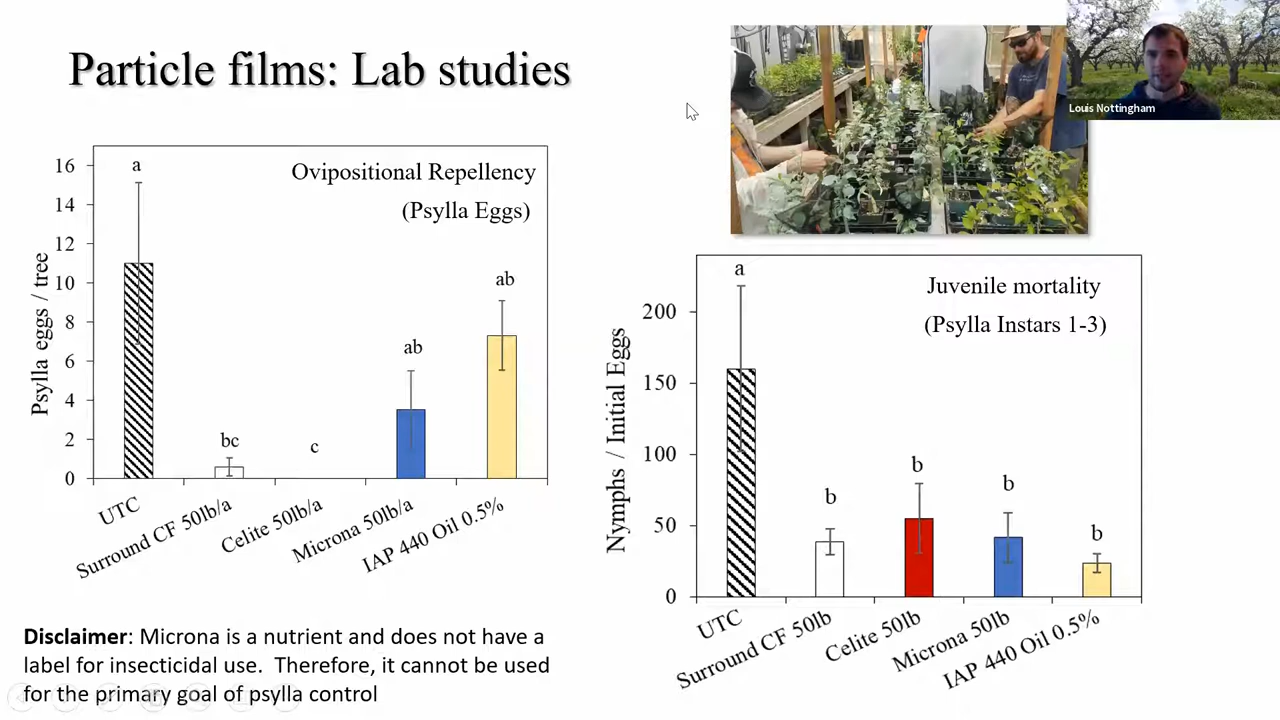 Particle films: Lab studies
Louis Nottingham
Ovipositional Repellency
(Psylla Eggs)
Psylla eggs / tree
16
14
12
10
8
6
4
2
0
a
bc
c
ab
ab
UTC
Surround CF 50lb/a
Celite 50lb/a
Microna 50lb/a
IAP 440 Oil 0.5%
Juvenile mortality
(Psylla Instars 1-3)
Nymphs / Initial Eggs
200
150
100
50
0
a
b
b
b
b
UTC
Surround CF 50lb
Celite 50lb
Microna 50lb
IAP 440 Oil 0.5%
Disclaimer: Microna is a nutrient and does not have a
label for insecticidal use. Therefore, it cannot be used
for the primary goal of psylla control